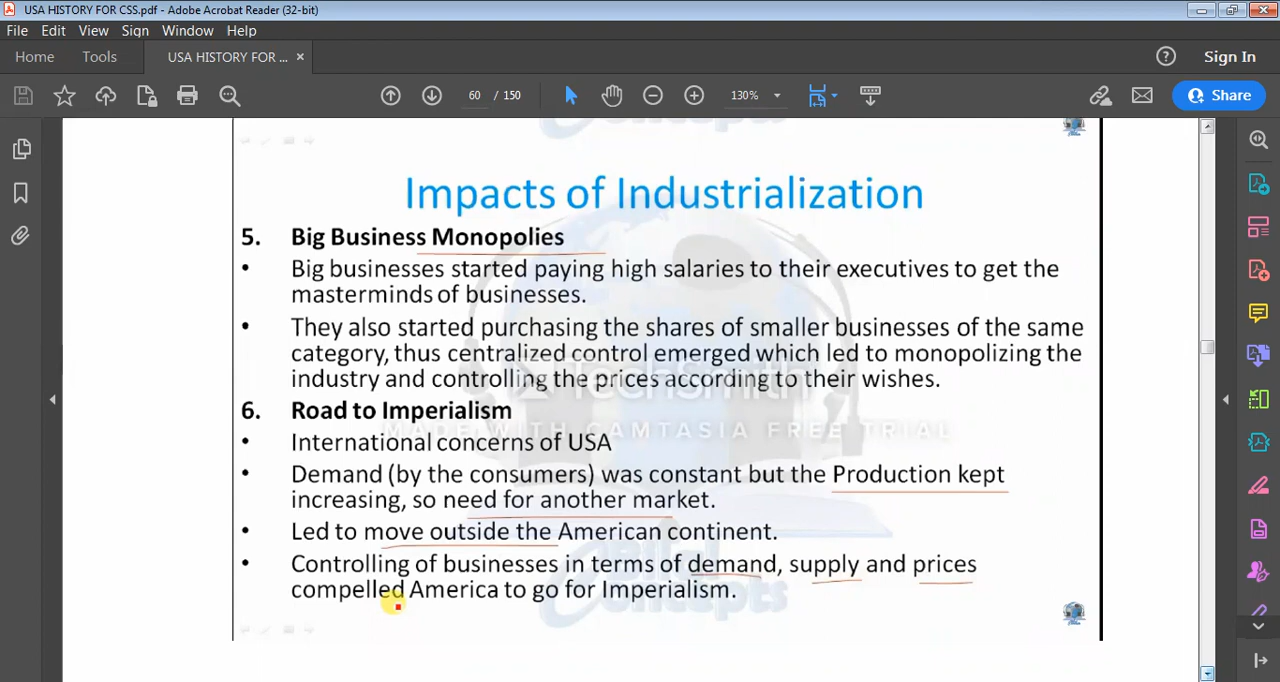 USA HISTORY FOR CSS.pdf - Adobe Acrobat Reader (32-bit)
File Edit View Sign Window Help
Home Tools USA HISTORY FOR ... × Sign In
60 / 150 130% Share
Concepts
Impacts of Industrialization
5. Big Business Monopolies
• Big businesses started paying high salaries to their executives to get the
masterminds of businesses.
• They also started purchasing the shares of smaller businesses of the same
category, thus centralized control emerged which led to monopolizing the
industry and controlling the prices according to their wishes.
TechSmith
6. Road to Imperialism
MADE WITH CAMTASIA FREE TRIAL
• International concerns of USA
• Demand (by the consumers) was constant but the Production kept
increasing, so need for another market.
• Led to move outside the American continent.
• Controlling of businesses in terms of demand, supply and prices
compelled America to go for Imperialism.
Bilal
Concepts